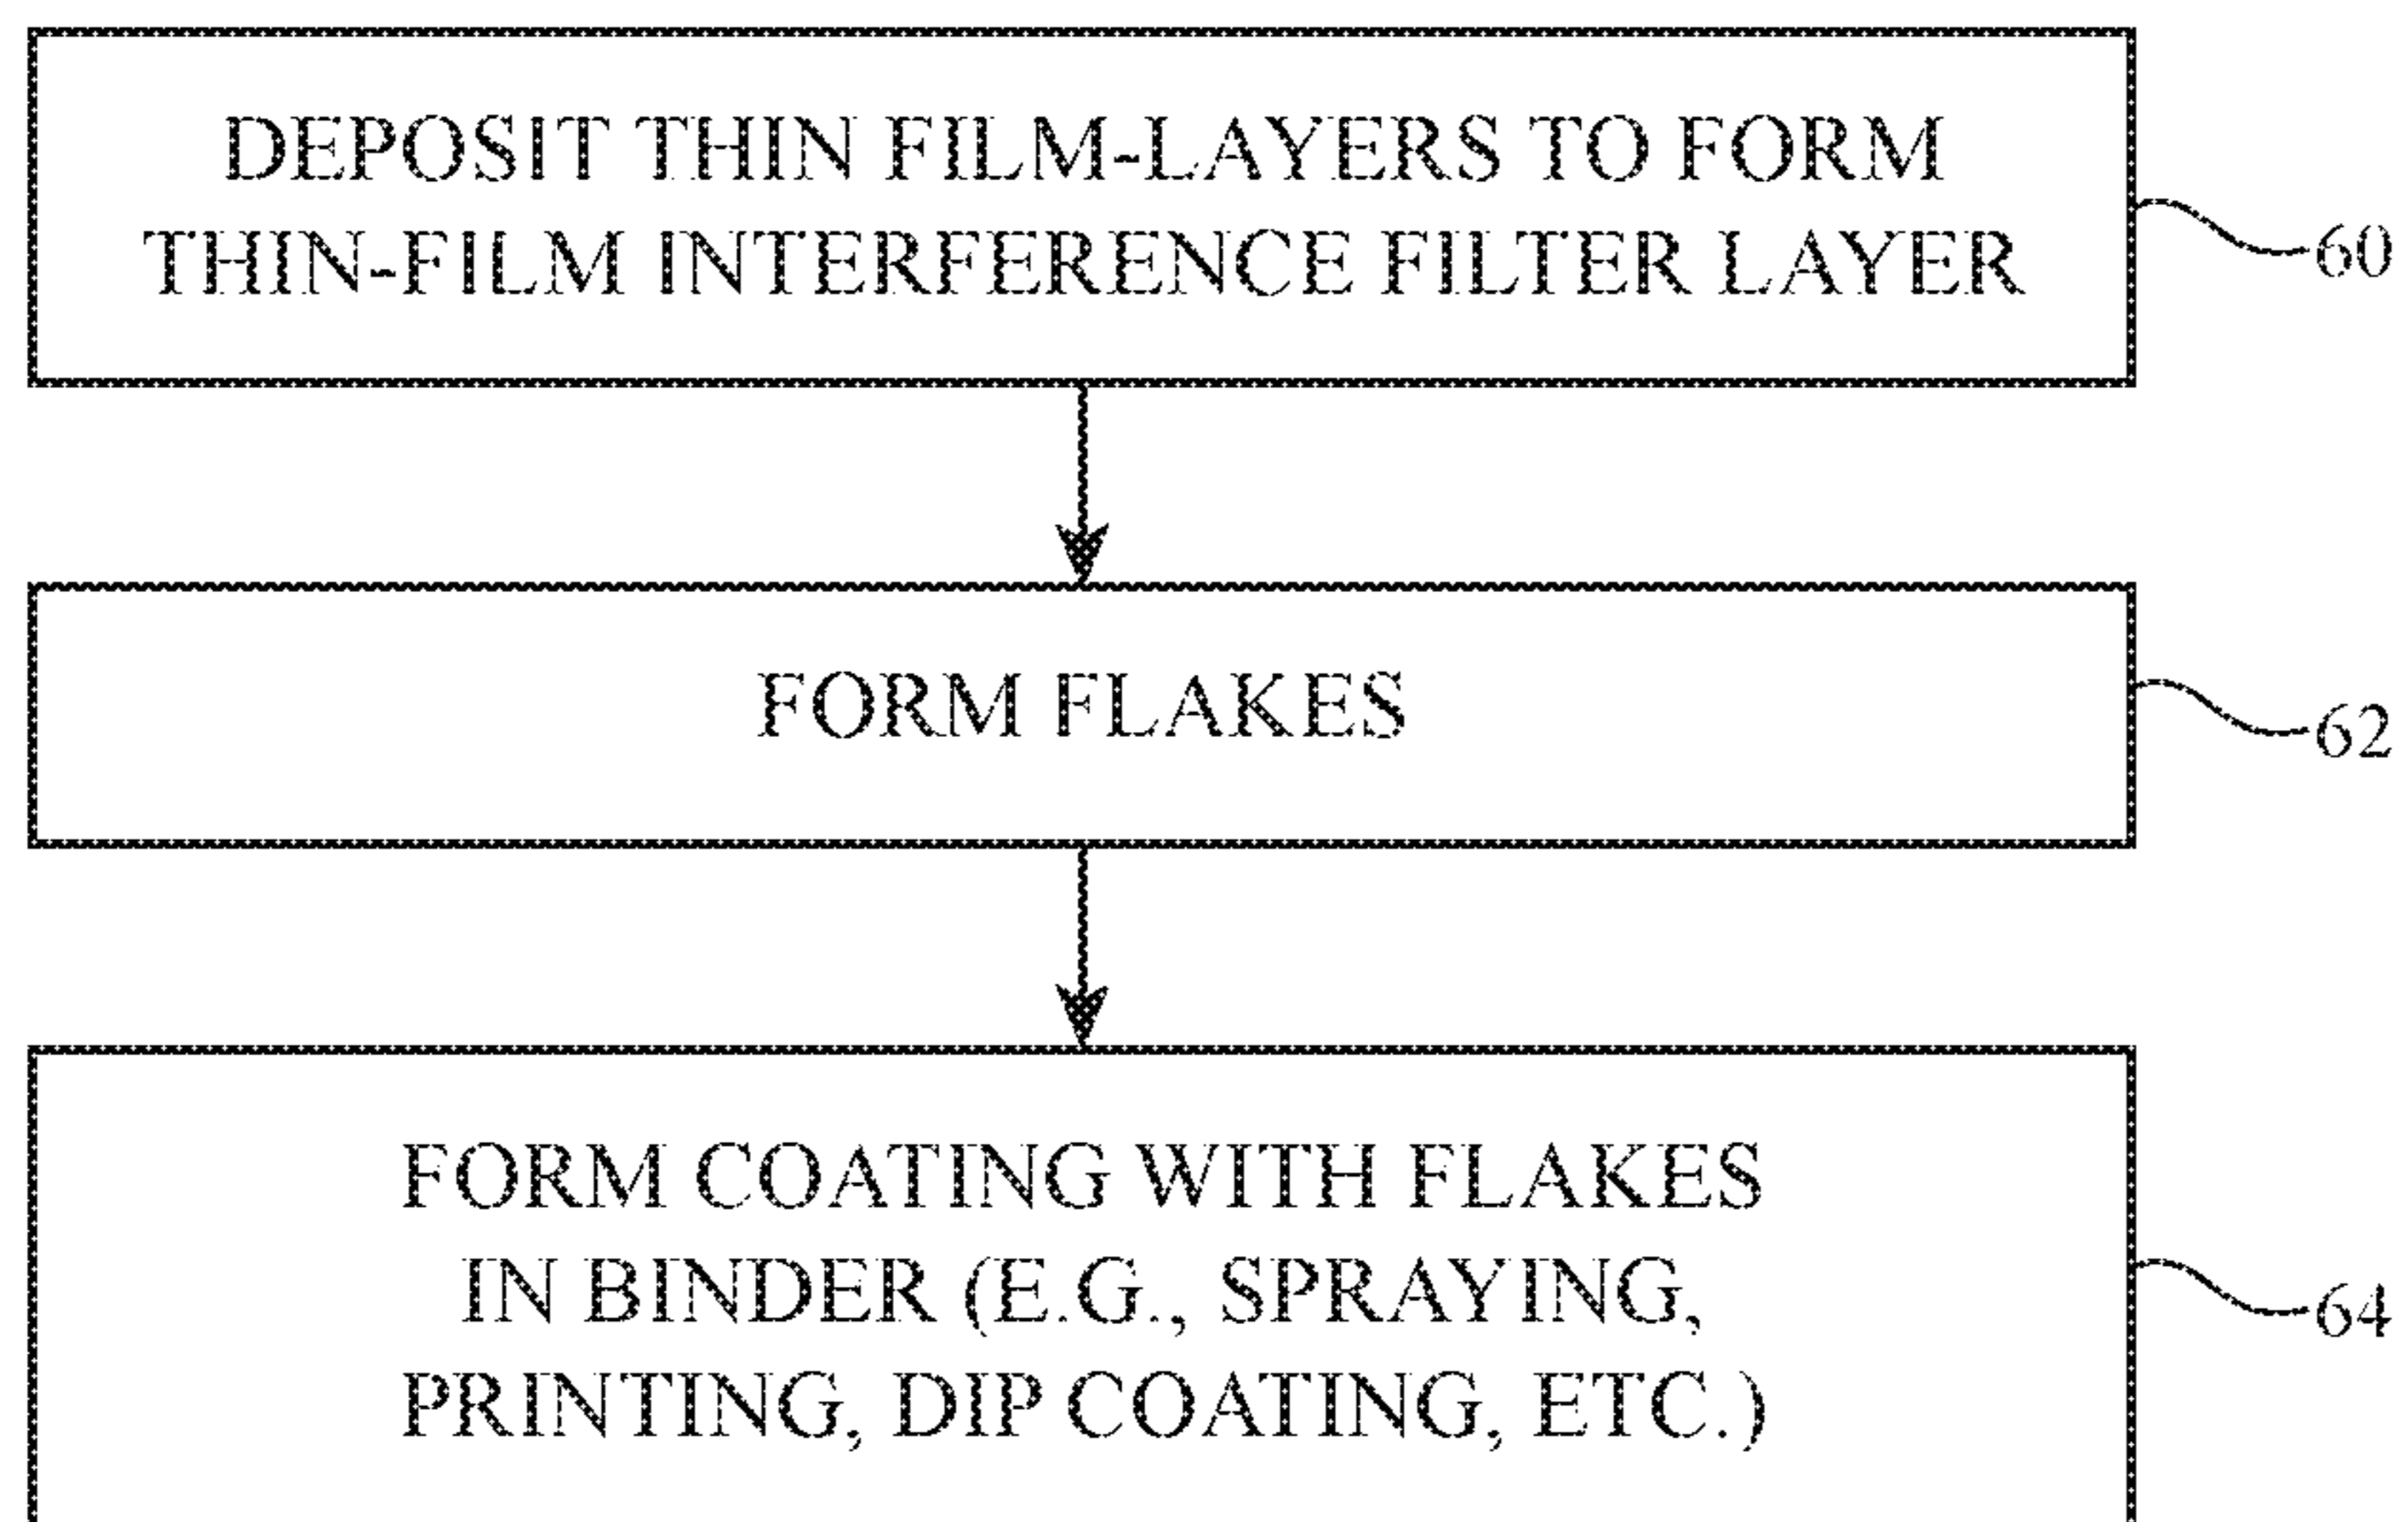 DEPOSIT THIN FILM-LAYERS TO FORM
THIN-FILM INTERFERENCE FILTER LAYER
60
FORM FLAKES
62
FORM COATING WITH FLAKES
IN BINDER (E.G., SPRAYING,
PRINTING, DIP COATING, ETC.)
64